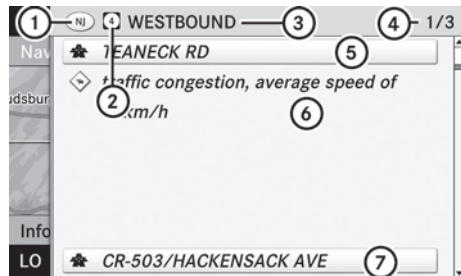 1 NJ 4 WESTBOUND 3 4 1/3
Nav TEANECK RD 5
traffic congestion, average speed of
udsbur 2 km/h 6
Info
LO CR-503/HACKENSACK AVE 7